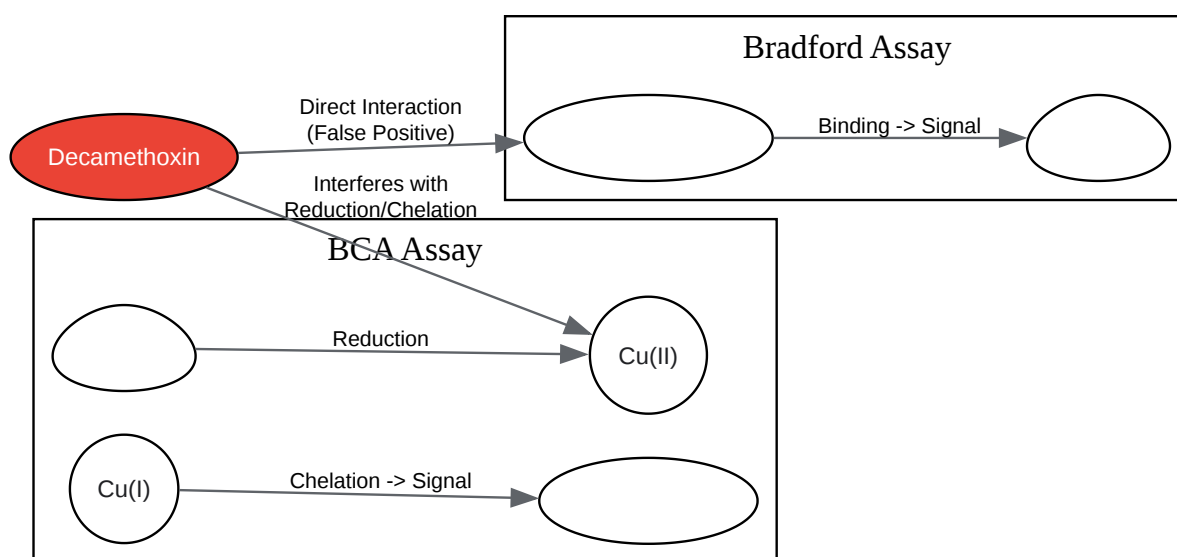 Bradford Assay
Direct Interaction
(False Positive)
Binding -> Signal
Decamethoxin
Interferes with
Reduction/Chelation
BCA Assay
Reduction
Cu(II)
Cu(I)
Chelation -> Signal